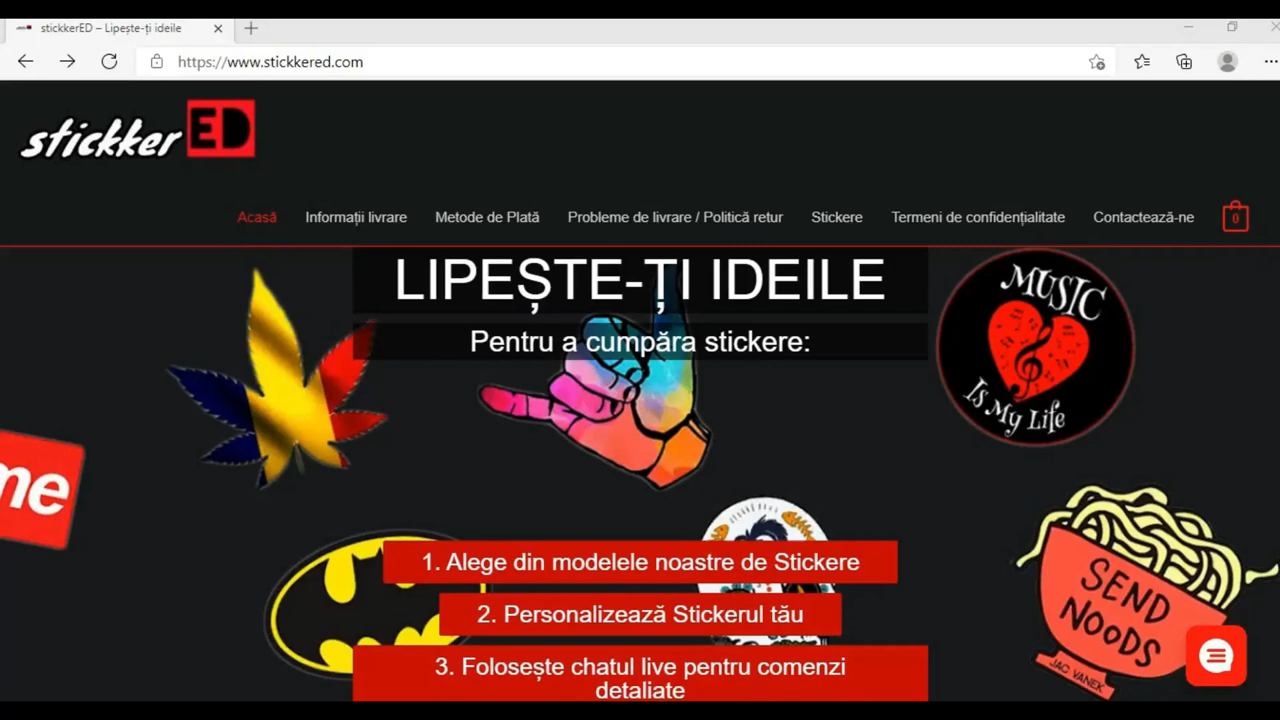 stickkerED – Lipește-ți ideile
https://www.stickkered.com
stickker ED
Acasă Informații livrare Metode de Plată Probleme de livrare / Politică retur Stickere Termeni de confidențialitate Contactează-ne 0
LIPEȘTE-ȚI IDEILE
Pentru a cumpăra stickere:
MUSIC
Is My Life
me
1. Alege din modelele noastre de Stickere
2. Personalizează Stickerul tău
3. Folosește chatul live pentru comenzi
detaliate
SEND
NOODS
JAC VANEK